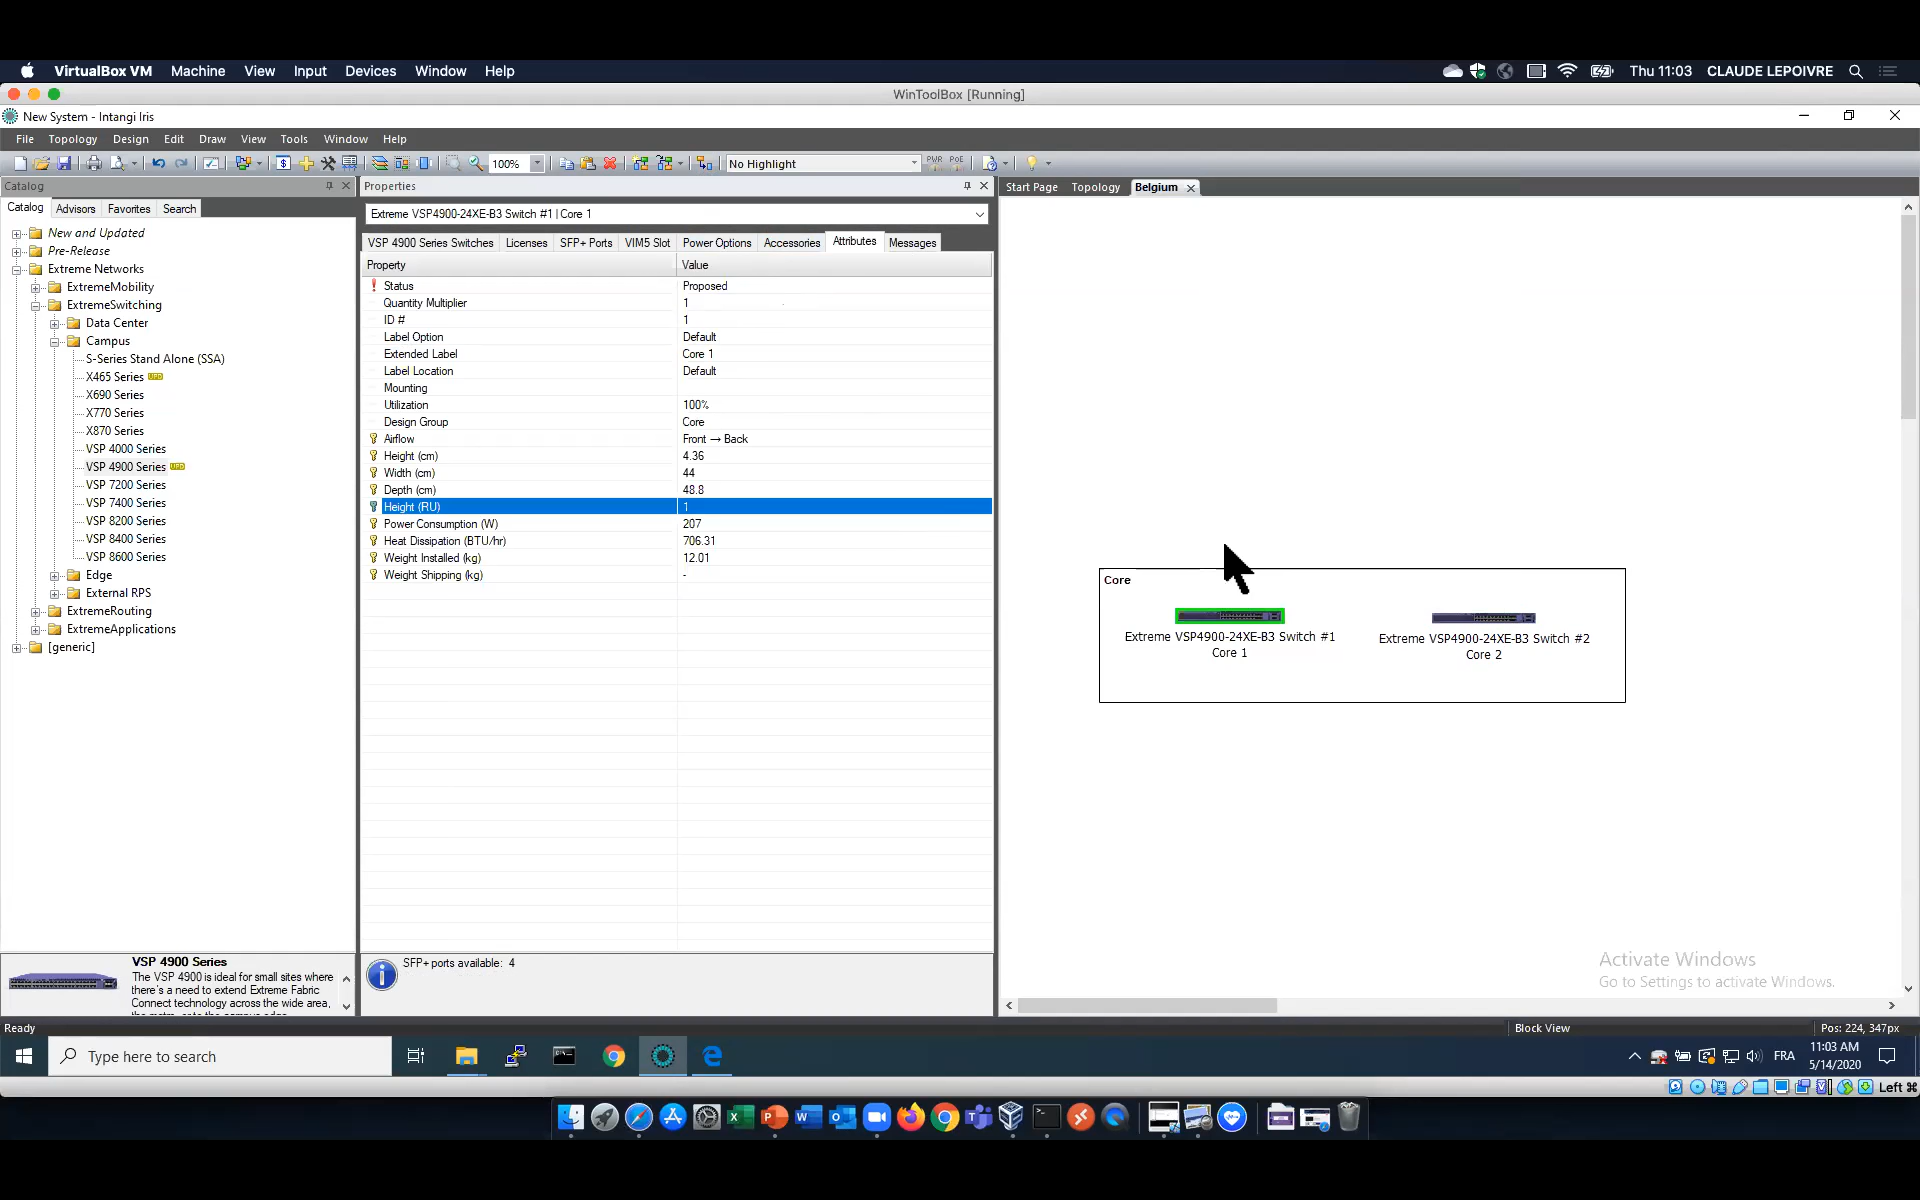 VirtualBox VM Machine View Input Devices Window Help Thu 11:03 CLAUDE LEPOIVRE
WinToolBox [Running]
New System - Intangi Iris
File Topology Design Edit Draw View Tools Window Help
100% No Highlight PWR PoE
Catalog
Catalog Advisors Favorites Search
New and Updated
Pre-Release
Extreme Networks
ExtremeMobility
ExtremeSwitching
Data Center
Campus
S-Series Stand Alone (SSA)
X465 Series UPD
X690 Series
X770 Series
X870 Series
VSP 4000 Series
VSP 4900 Series UPD
VSP 7200 Series
VSP 7400 Series
VSP 8200 Series
VSP 8400 Series
VSP 8600 Series
Edge
External RPS
ExtremeRouting
ExtremeApplications
[generic]
VSP 4900 Series
The VSP 4900 is ideal for small sites where
there's a need to extend Extreme Fabric
Connect technology across the wide area,
Properties
Extreme VSP4900-24XE-B3 Switch #1 | Core 1
VSP 4900 Series Switches Licenses SFP+ Ports VIM5 Slot Power Options Accessories Attributes Messages
Property Value
Status Proposed
Quantity Multiplier 1
ID # 1
Label Option Default
Extended Label Core 1
Label Location Default
Mounting
Utilization 100%
Design Group Core
Airflow Front → Back
Height (cm) 4.36
Width (cm) 44
Depth (cm) 48.8
Height (RU) 1
Power Consumption (W) 207
Heat Dissipation (BTU/hr) 706.31
Weight Installed (kg) 12.01
Weight Shipping (kg) -
SFP+ ports available: 4
Start Page Topology Belgium
Core
Extreme VSP4900-24XE-B3 Switch #1
Core 1
Extreme VSP4900-24XE-B3 Switch #2
Core 2
Activate Windows
Go to Settings to activate Windows.
Ready Block View Pos: 224, 347px
Type here to search
FRA
11:03 AM
5/14/2020
Left ⌘